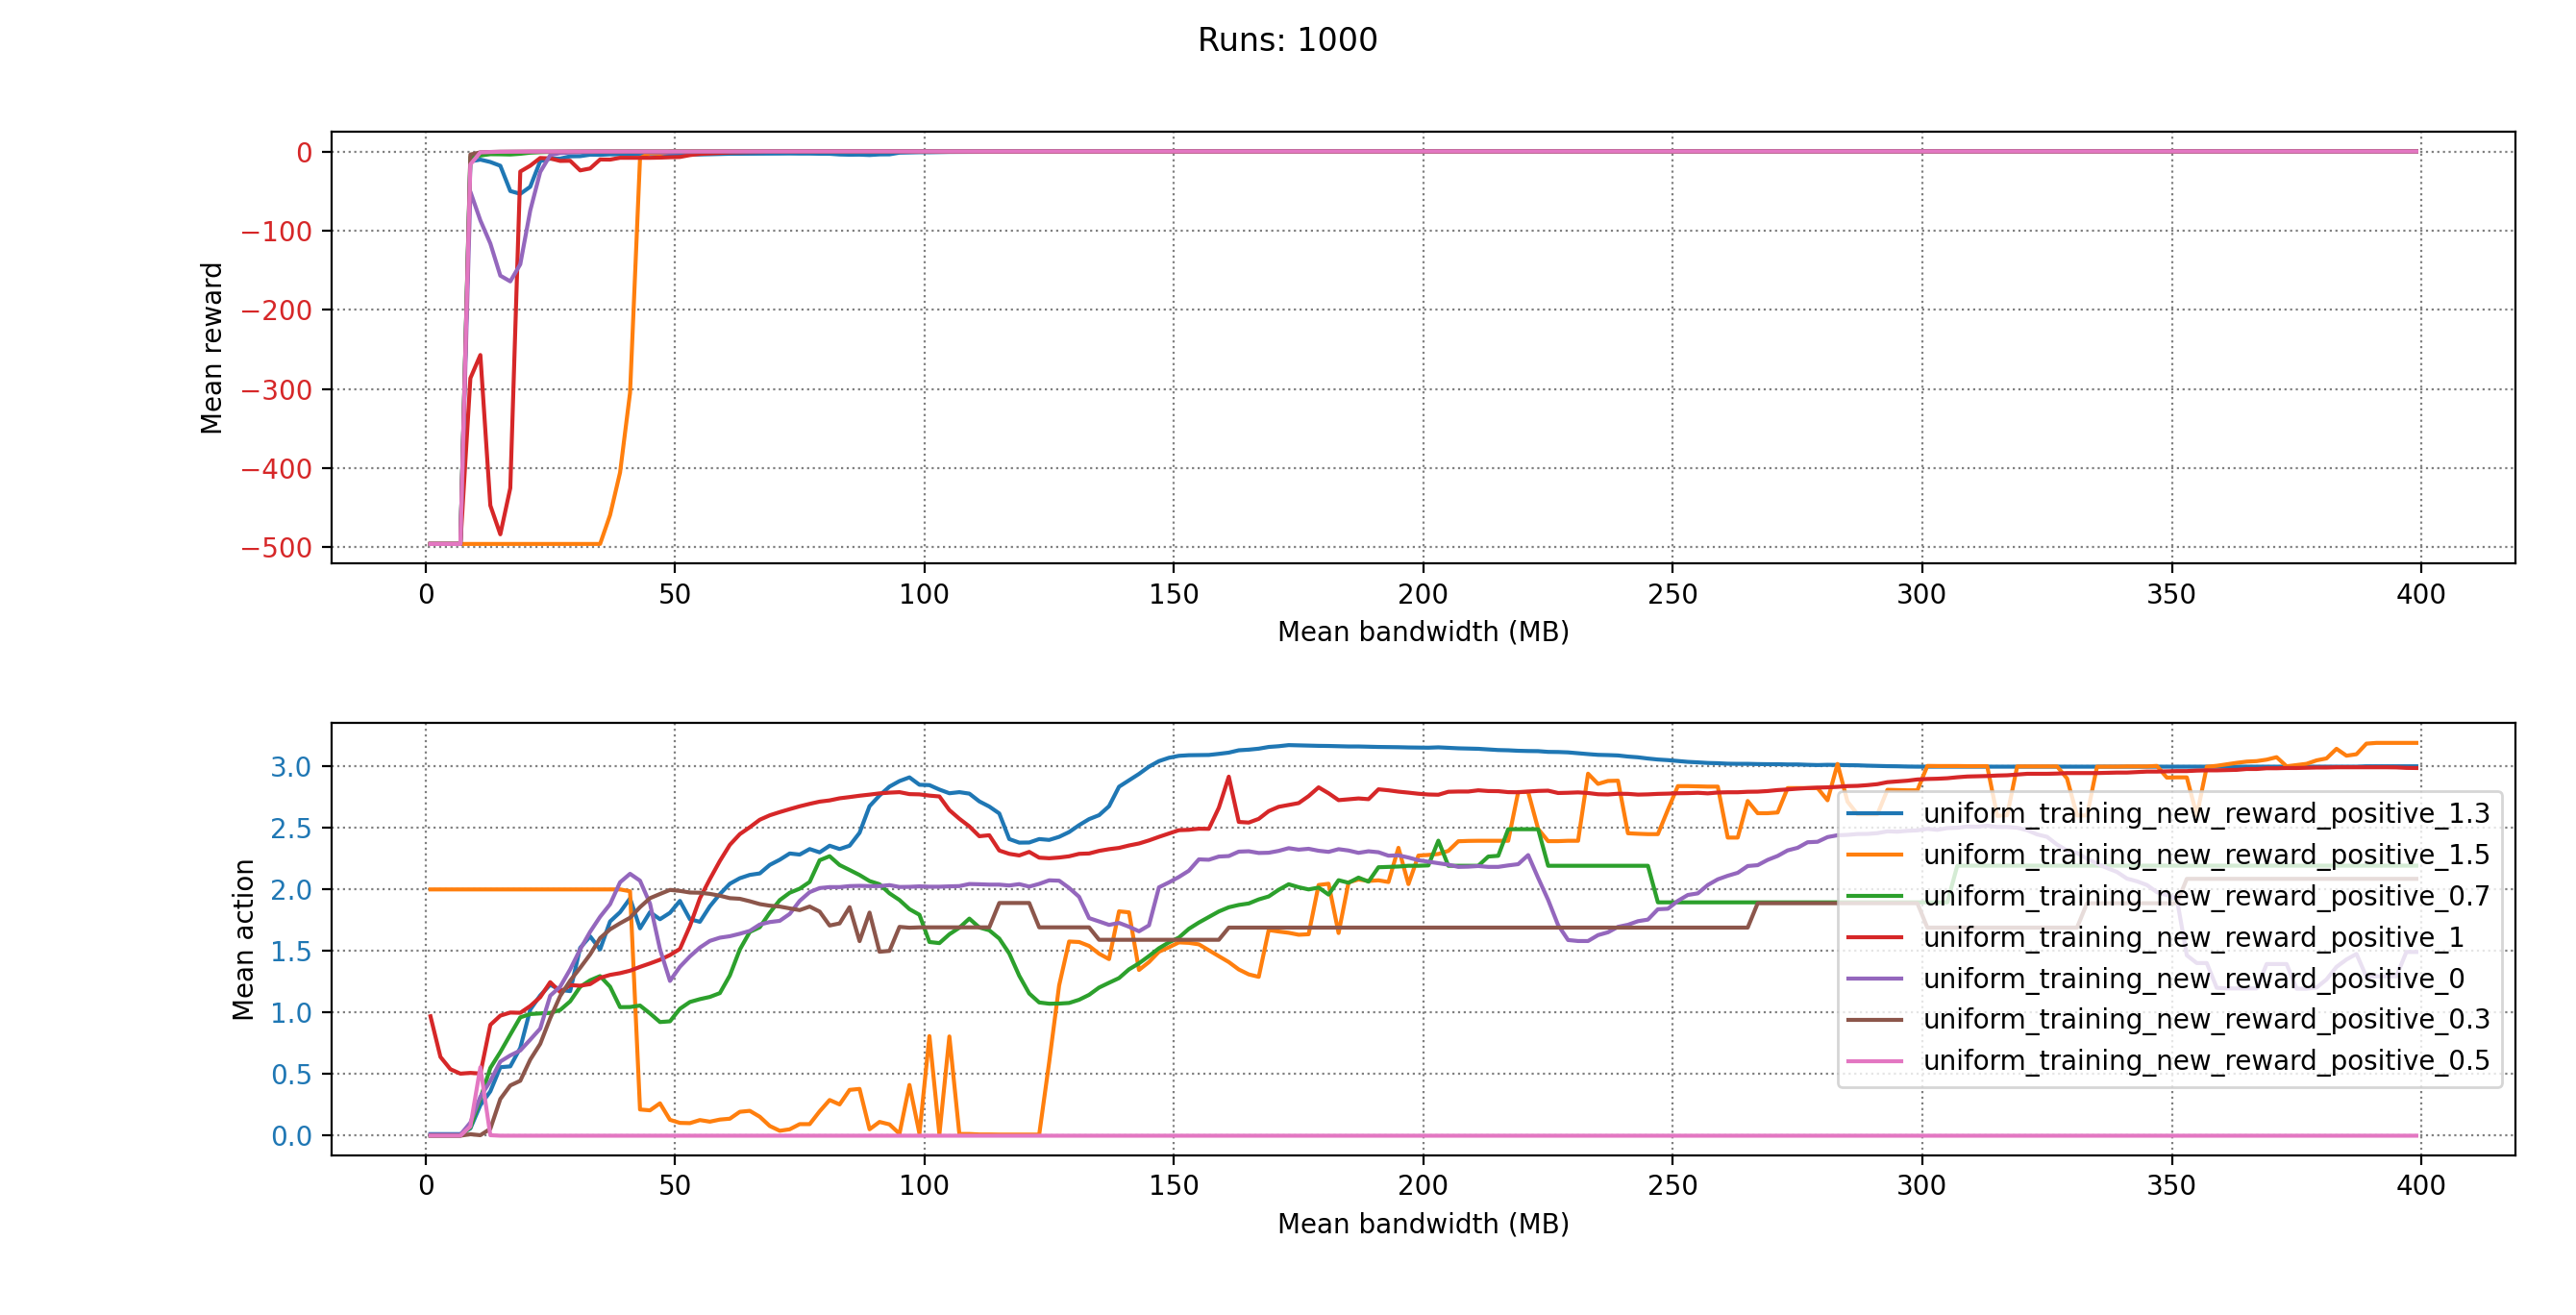 Runs: 1000
0
−100
−200
−300
−400
−500
Mean reward
0 50 100 150 200 250 300 350 400
Mean bandwidth (MB)
3.0
2.5
2.0
1.5
1.0
0.5
0.0
Mean action
uniform_training_new_reward_positive_1.3
uniform_training_new_reward_positive_1.5
uniform_training_new_reward_positive_0.7
uniform_training_new_reward_positive_1
uniform_training_new_reward_positive_0
uniform_training_new_reward_positive_0.3
uniform_training_new_reward_positive_0.5
0 50 100 150 200 250 300 350 400
Mean bandwidth (MB)